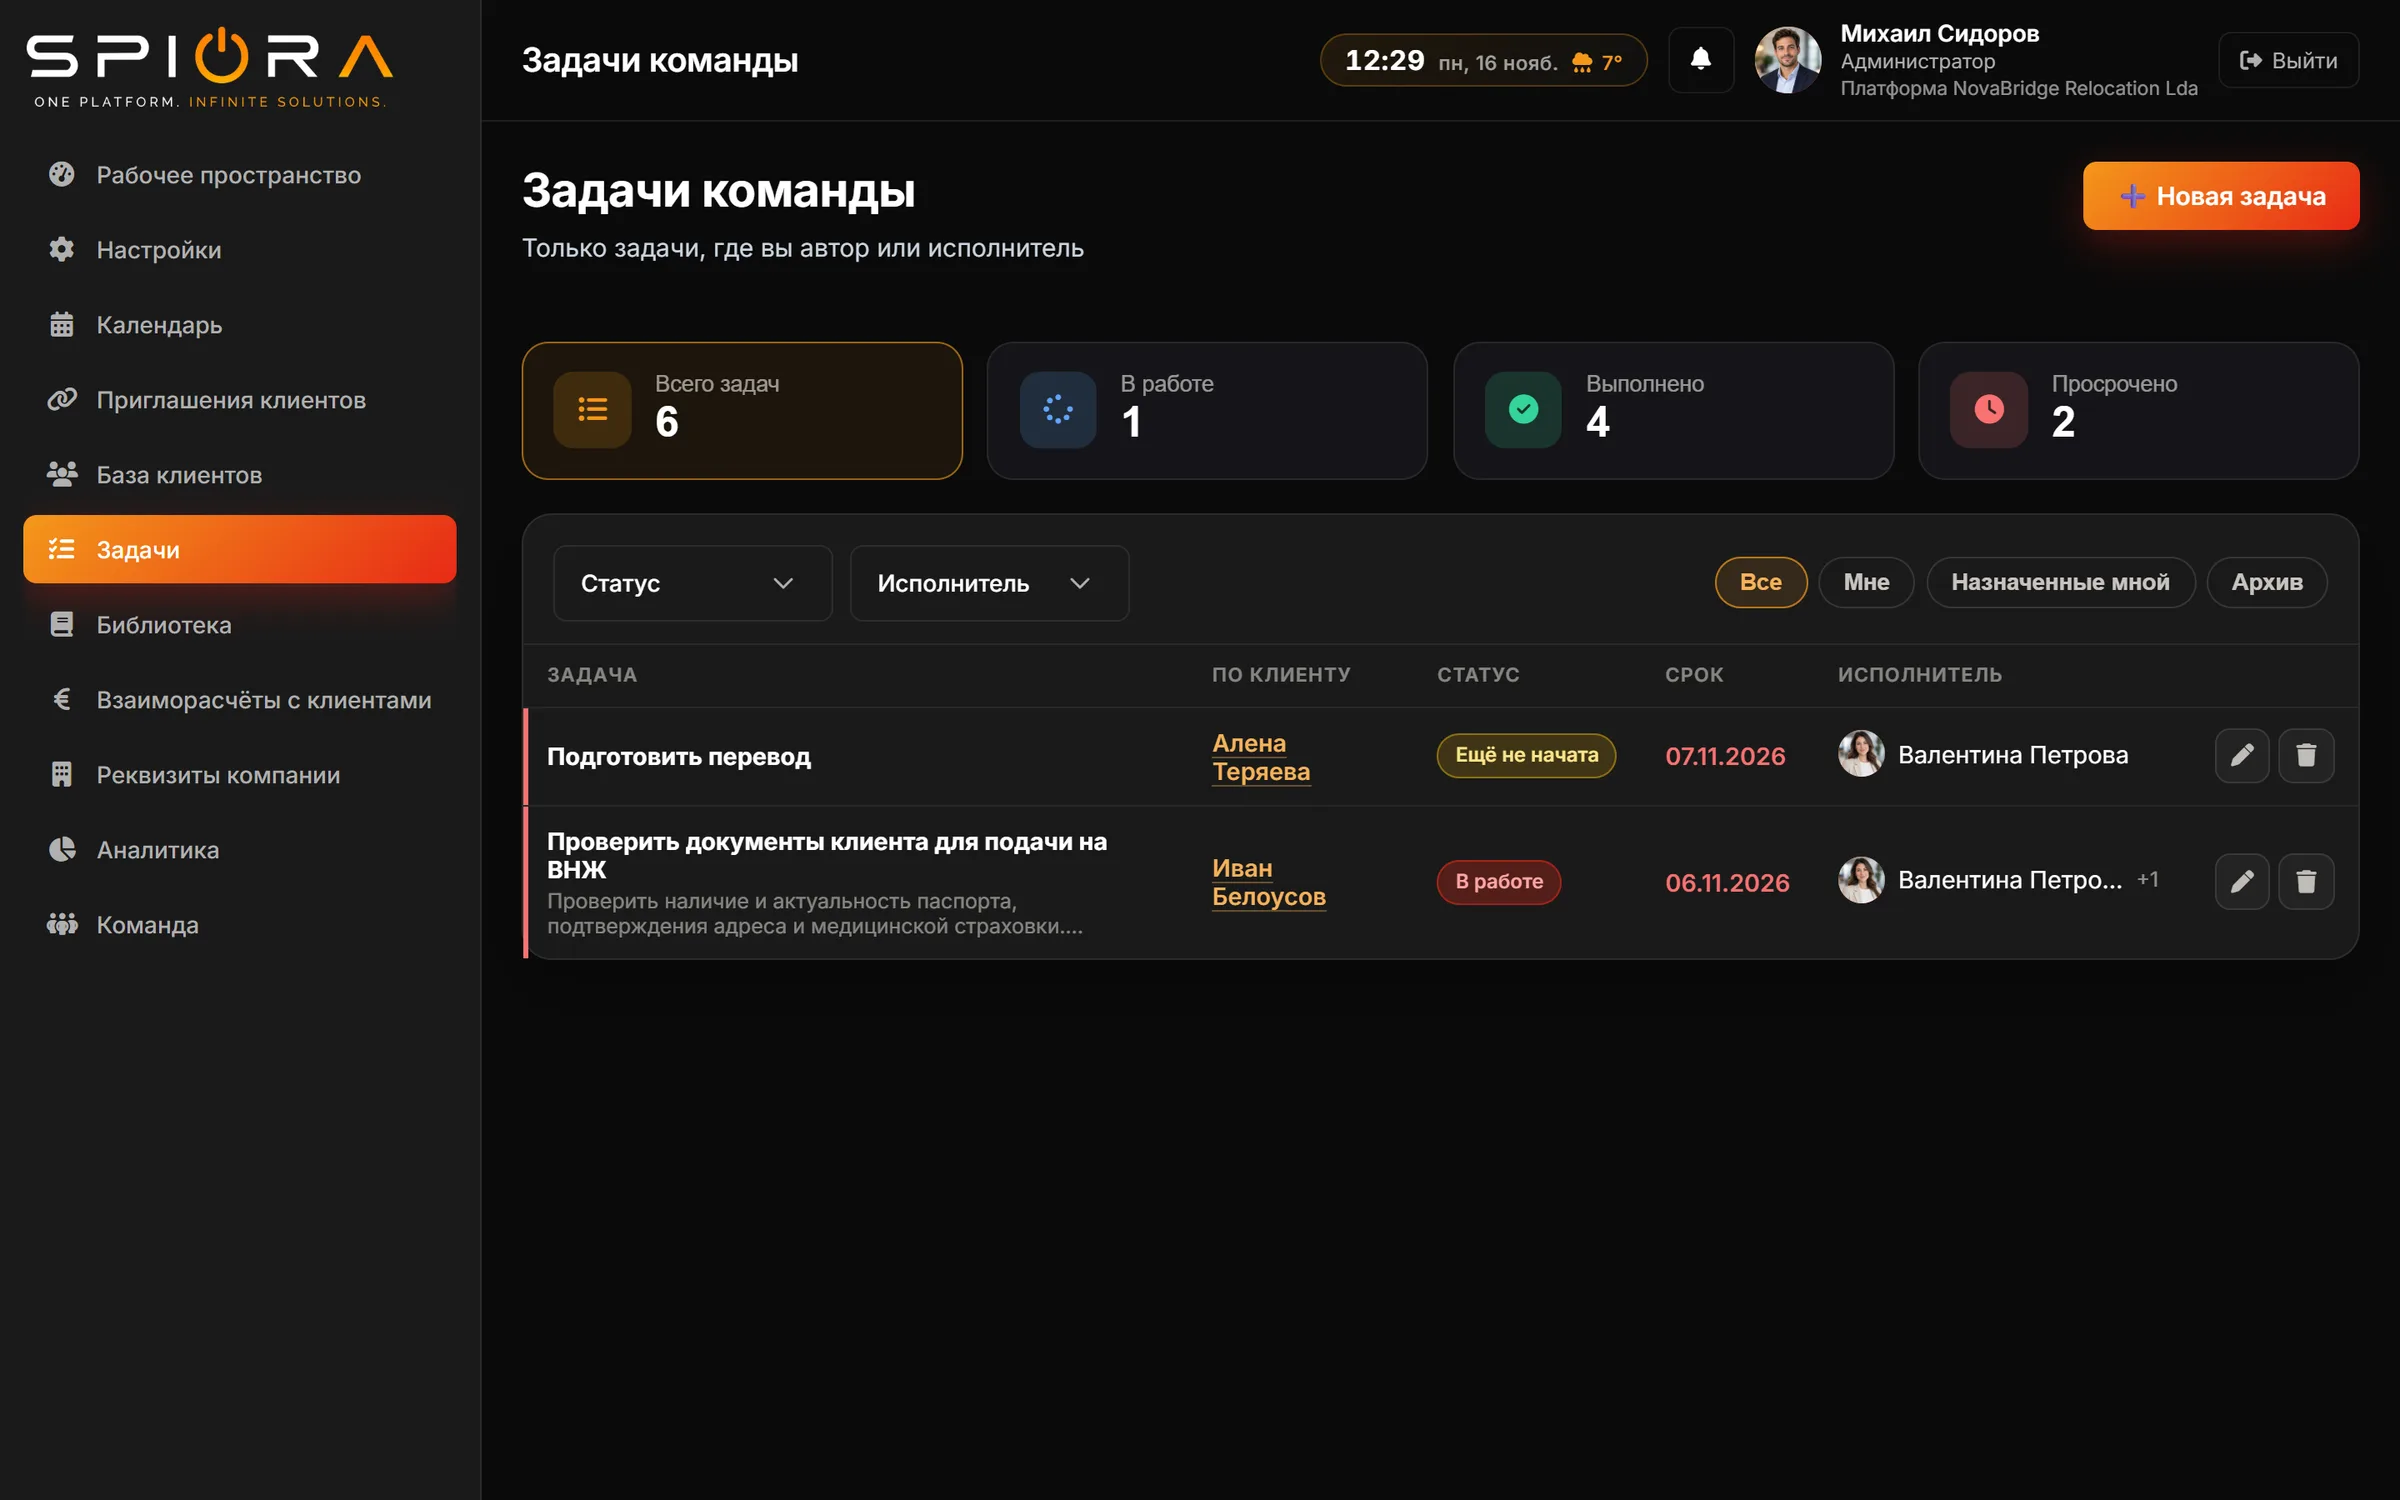 SPIORA
ONE PLATFORM. INFINITE SOLUTIONS.
Рабочее пространство
Настройки
Календарь
Приглашения клиентов
База клиентов
Задачи
Библиотека
Взаиморасчёты с клиентами
Реквизиты компании
Аналитика
Команда
Задачи команды
12:29 пн, 16 нояб. 7°
Михаил Сидоров
Администратор
Платформа NovaBridge Relocation Lda
Выйти
Задачи команды
Только задачи, где вы автор или исполнитель
Новая задача
Всего задач
6
В работе
1
Выполнено
4
Просрочено
2
Статус
Исполнитель
Все
Мне
Назначенные мной
Архив
ЗАДАЧА
ПО КЛИЕНТУ
СТАТУС
СРОК
ИСПОЛНИТЕЛЬ
Подготовить перевод
Алена
Теряева
Ещё не начата
07.11.2026
Валентина Петрова
Проверить документы клиента для подачи на
ВНЖ
Проверить наличие и актуальность паспорта,
подтверждения адреса и медицинской страховки....
Иван
Белоусов
В работе
06.11.2026
Валентина Петро... +1